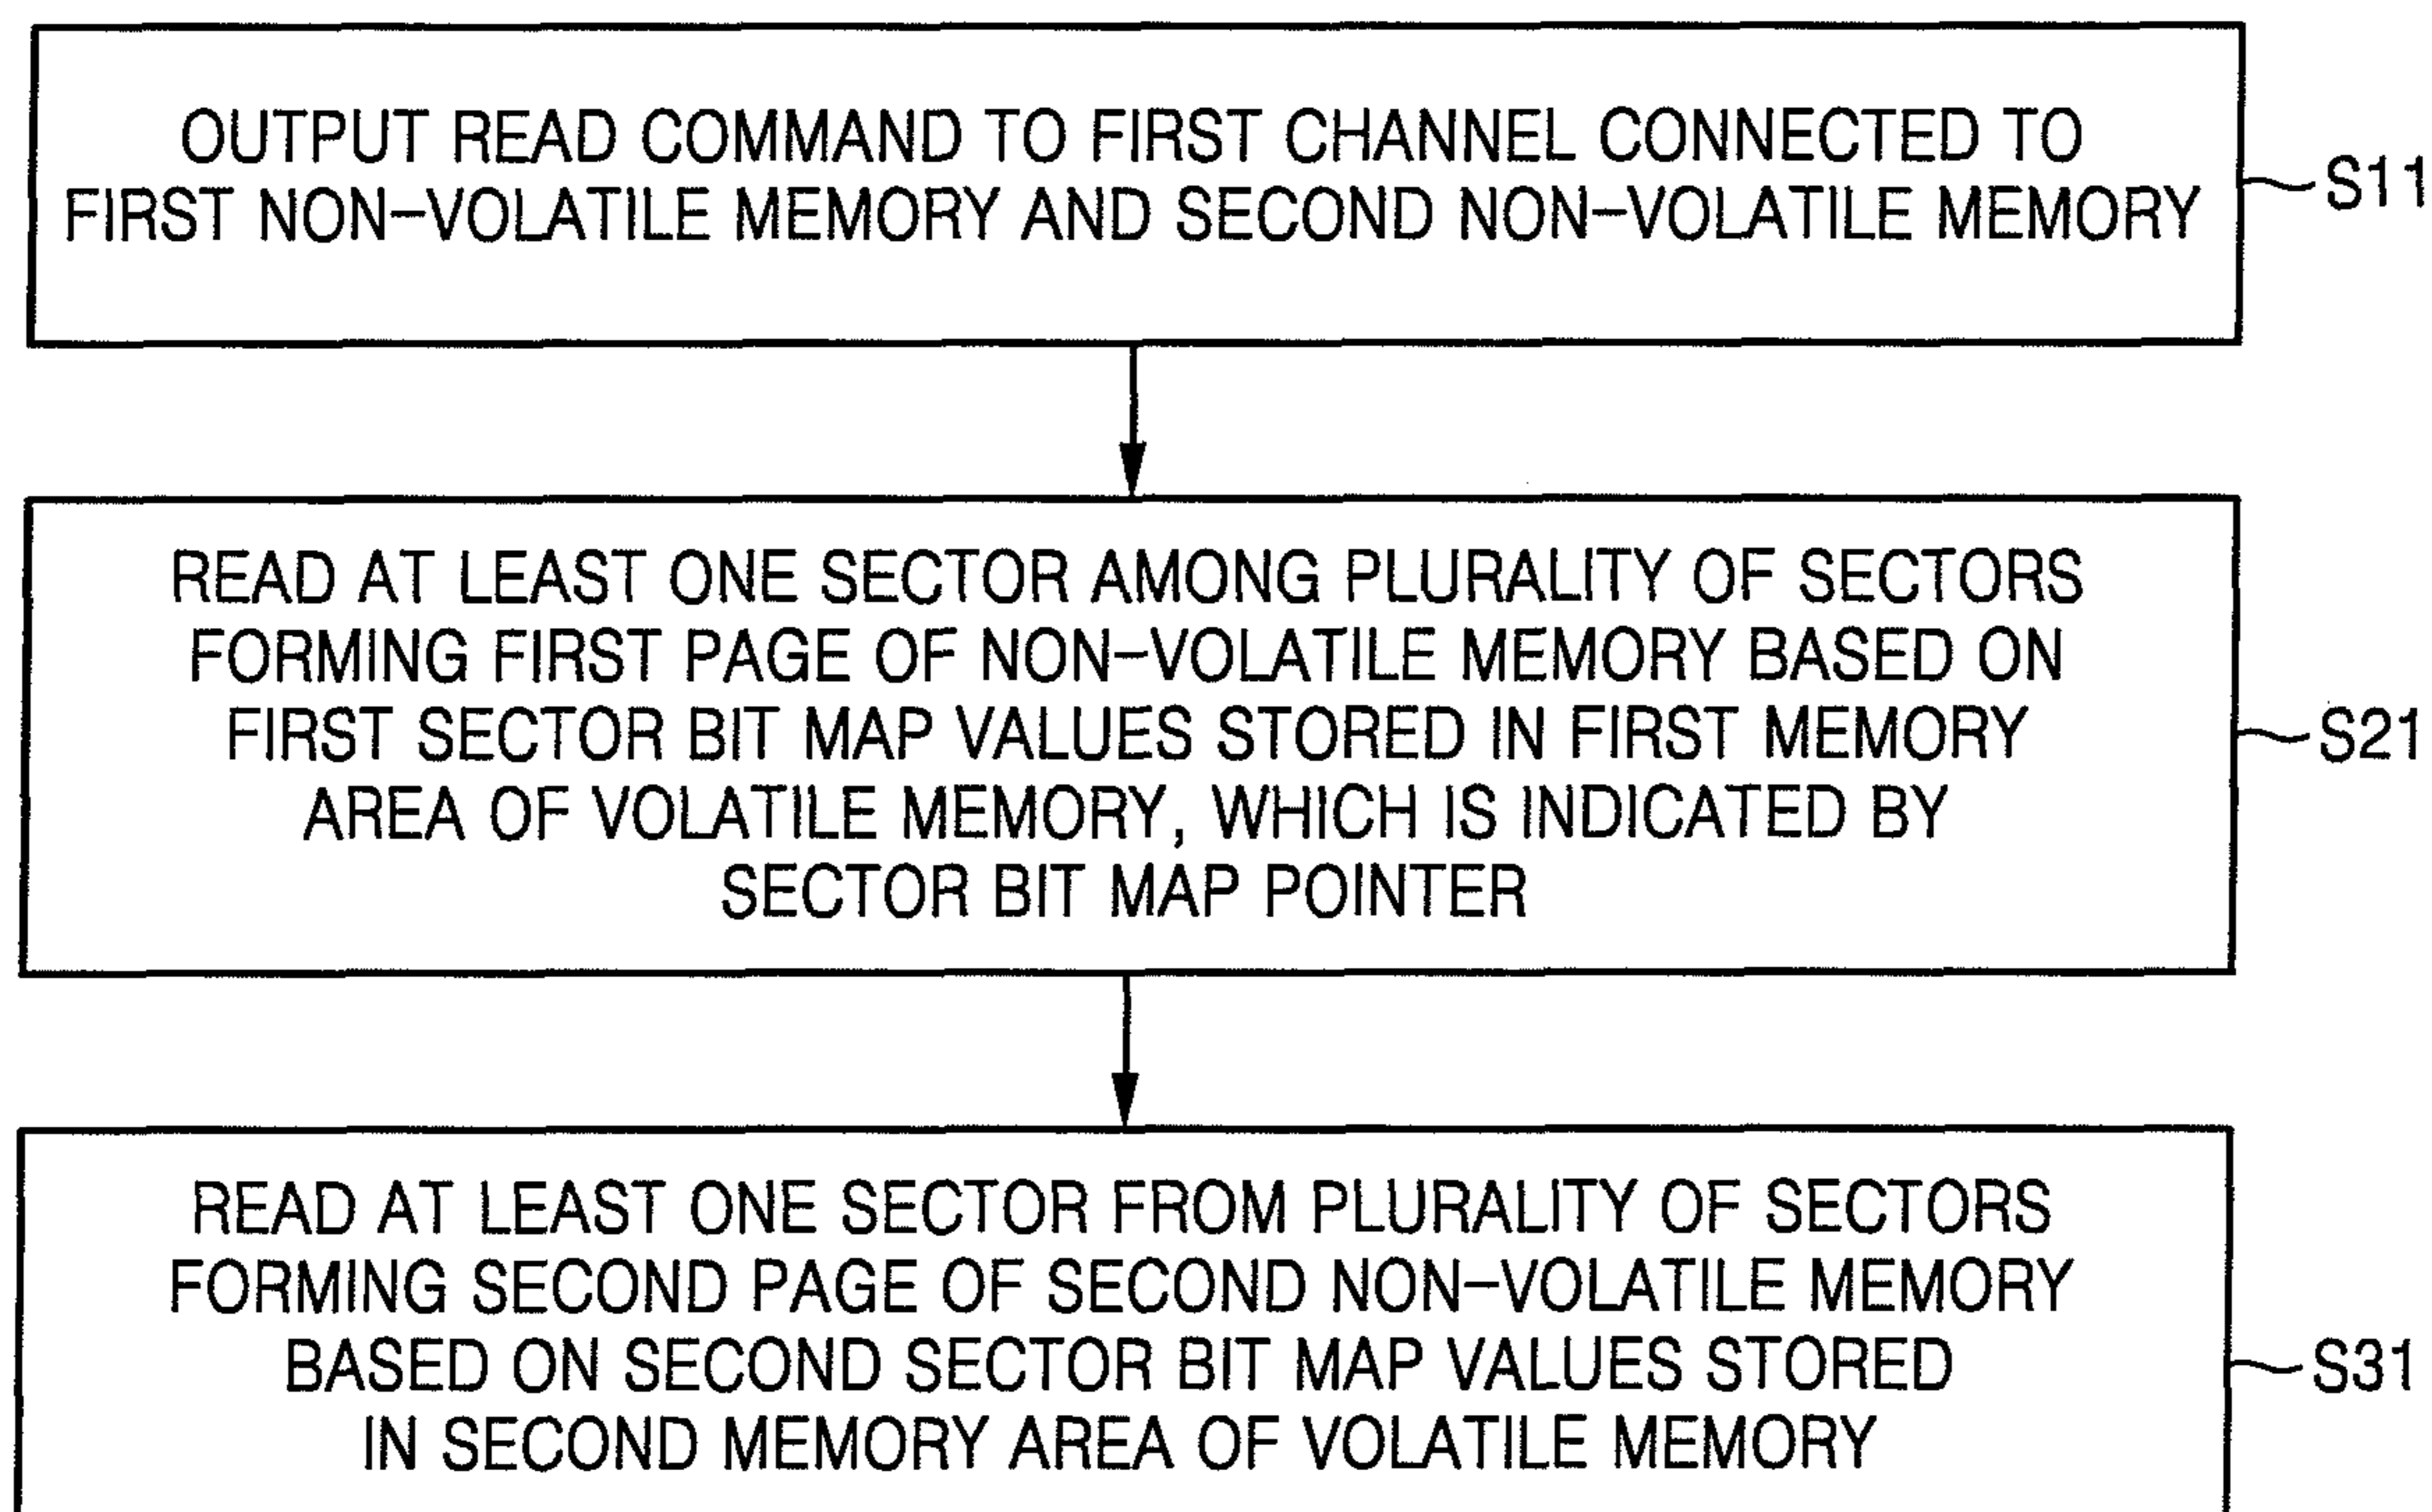 OUTPUT READ COMMAND TO FIRST CHANNEL CONNECTED TO
FIRST NON-VOLATILE MEMORY AND SECOND NON-VOLATILE MEMORY
S11
READ AT LEAST ONE SECTOR AMONG PLURALITY OF SECTORS
FORMING FIRST PAGE OF NON-VOLATILE MEMORY BASED ON
FIRST SECTOR BIT MAP VALUES STORED IN FIRST MEMORY
AREA OF VOLATILE MEMORY, WHICH IS INDICATED BY
SECTOR BIT MAP POINTER
S21
READ AT LEAST ONE SECTOR FROM PLURALITY OF SECTORS
FORMING SECOND PAGE OF SECOND NON-VOLATILE MEMORY
BASED ON SECOND SECTOR BIT MAP VALUES STORED
IN SECOND MEMORY AREA OF VOLATILE MEMORY
S31